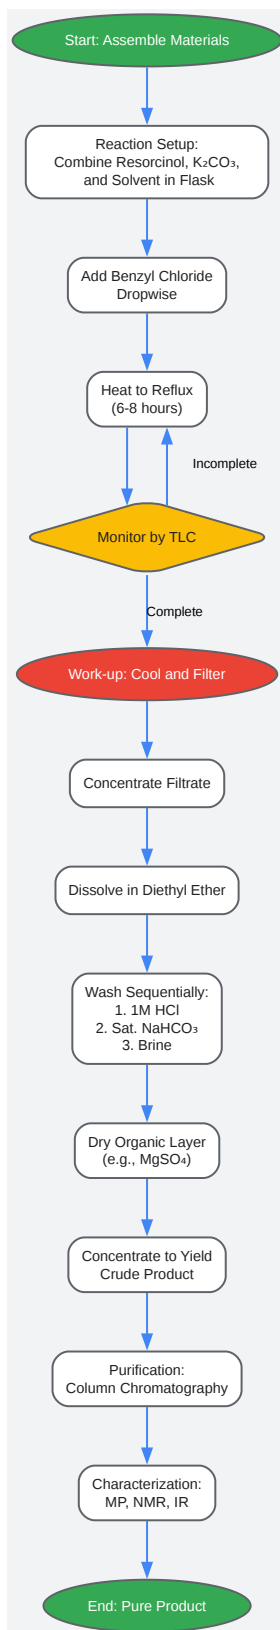 Start: Assemble Materials
Reaction Setup:
Combine Resorcinol, K₂CO₃,
and Solvent in Flask
Add Benzyl Chloride
Dropwise
Heat to Reflux
(6-8 hours)
Incomplete
Monitor by TLC
Complete
Work-up: Cool and Filter
Concentrate Filtrate
Dissolve in Diethyl Ether
Wash Sequentially:
1. 1M HCl
2. Sat. NaHCO₃
3. Brine
Dry Organic Layer
(e.g., MgSO₄)
Concentrate to Yield
Crude Product
Purification:
Column Chromatography
Characterization:
MP, NMR, IR
End: Pure Product